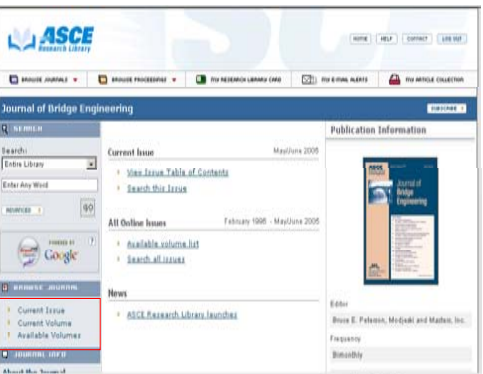 ASCE
Research Library
HOME HELP CONTACT LOG OUT
BROWSE JOURNALS BROWSE PROCEEDINGS MY RESEARCH LIBRARY CARD MY E-MAIL ALERTS MY ARTICLE COLLECTION
Journal of Bridge Engineering
SUBSCRIBE
SEARCH
Search:
Entire Library
Enter Any Word
ADVANCED GO
POWERED BY
Google
?
BROWSE JOURNAL
Current Issue
Current Volume
Available Volumes
JOURNAL INFO
About the Journal
Current Issue May/June 2005
View Issue Table of Contents
Search this Issue
All Online Issues February 1996 - May/June 2005
Available volume list
Search all issues
News
ASCE Research Library launches
Publication Information
ASCE
Journal of
Bridge
Engineering
Editor
Bruce E. Peterson, Modjeski and Masters, Inc.
Frequency
Bimonthly